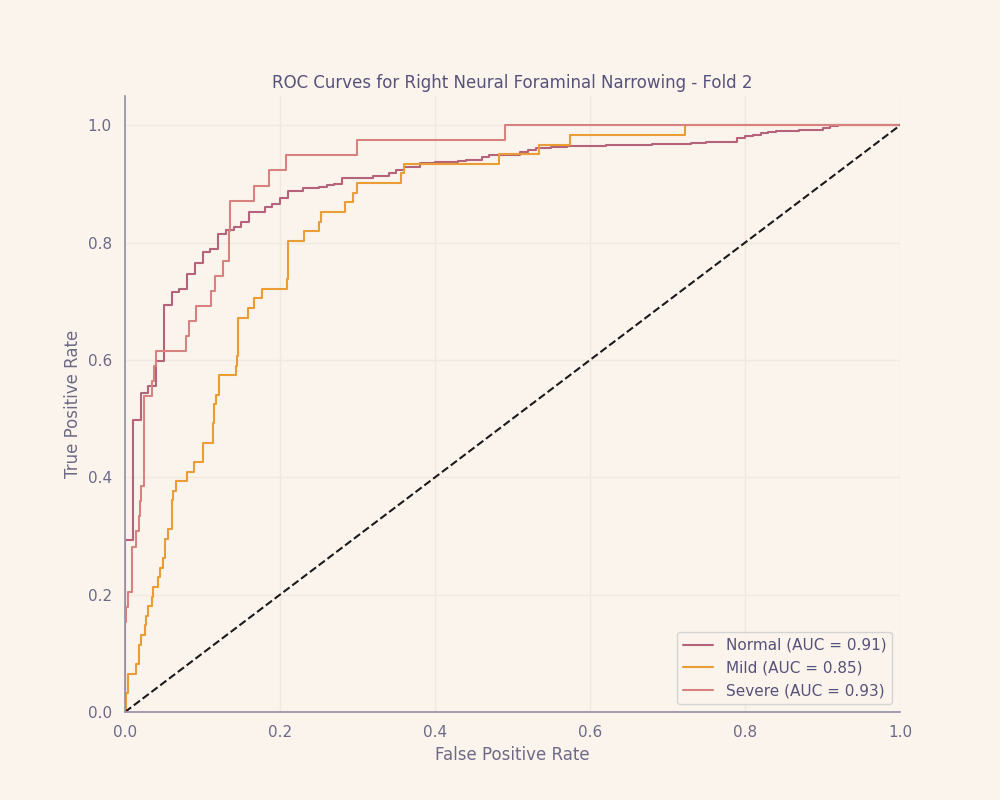 ROC Curves for Right Neural Foraminal Narrowing - Fold 2
True Positive Rate
1.0
0.8
0.6
0.4
0.2
0.0
0.0 0.2 0.4 0.6 0.8 1.0
False Positive Rate
Normal (AUC = 0.91)
Mild (AUC = 0.85)
Severe (AUC = 0.93)